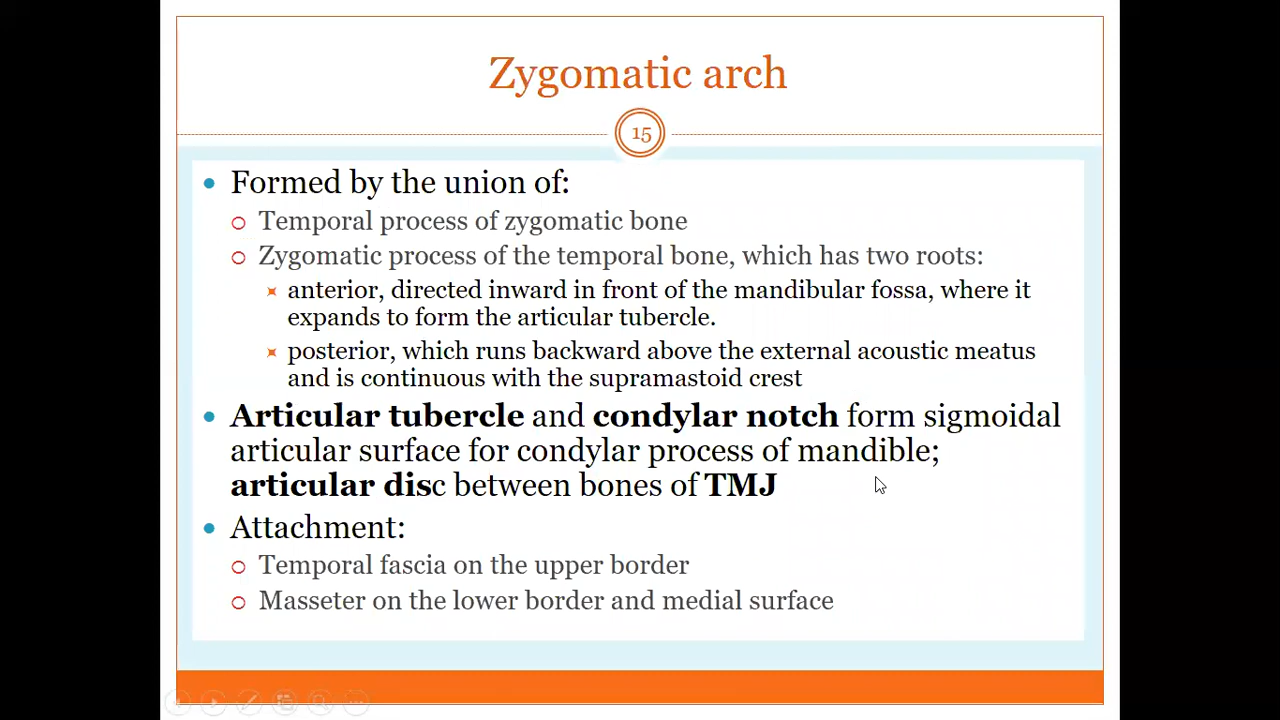 Zygomatic arch
15
Formed by the union of:
Temporal process of zygomatic bone
Zygomatic process of the temporal bone, which has two roots:
anterior, directed inward in front of the mandibular fossa, where it
expands to form the articular tubercle.
posterior, which runs backward above the external acoustic meatus
and is continuous with the supramastoid crest
Articular tubercle and condylar notch form sigmoidal
articular surface for condylar process of mandible;
articular disc between bones of TMJ
Attachment:
Temporal fascia on the upper border
Masseter on the lower border and medial surface